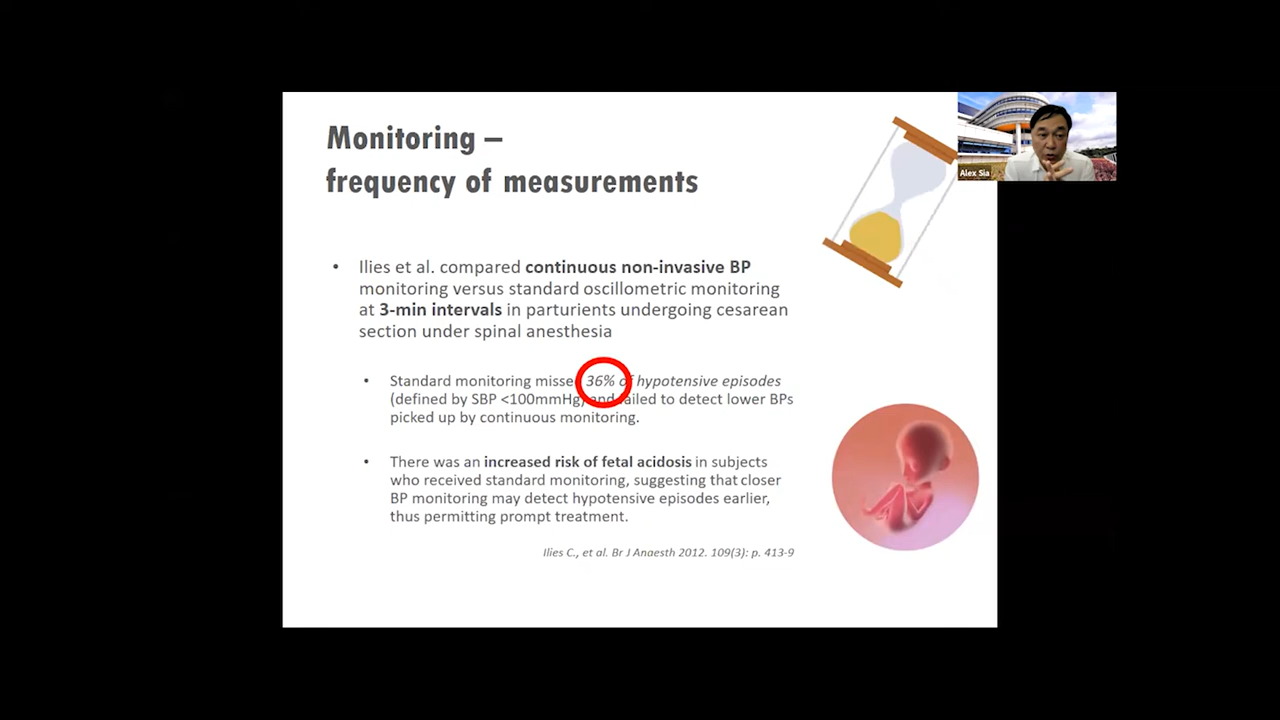 Monitoring –
frequency of measurements
Alex Sia
• Ilies et al. compared continuous non-invasive BP
monitoring versus standard oscillometric monitoring
at 3-min intervals in parturients undergoing cesarean
section under spinal anesthesia
• Standard monitoring misse 36% of hypotensive episodes
(defined by SBP <100mmHg) and failed to detect lower BPs
picked up by continuous monitoring.
• There was an increased risk of fetal acidosis in subjects
who received standard monitoring, suggesting that closer
BP monitoring may detect hypotensive episodes earlier,
thus permitting prompt treatment.
Ilies C., et al. Br J Anaesth 2012. 109(3): p. 413-9